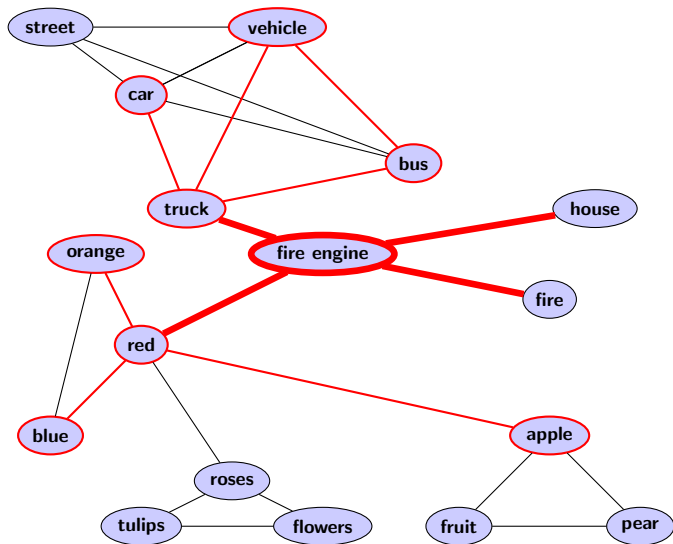 street
vehicle
car
bus
truck
house
orange
fire engine
fire
red
blue
apple
roses
tulips
flowers
fruit
pear